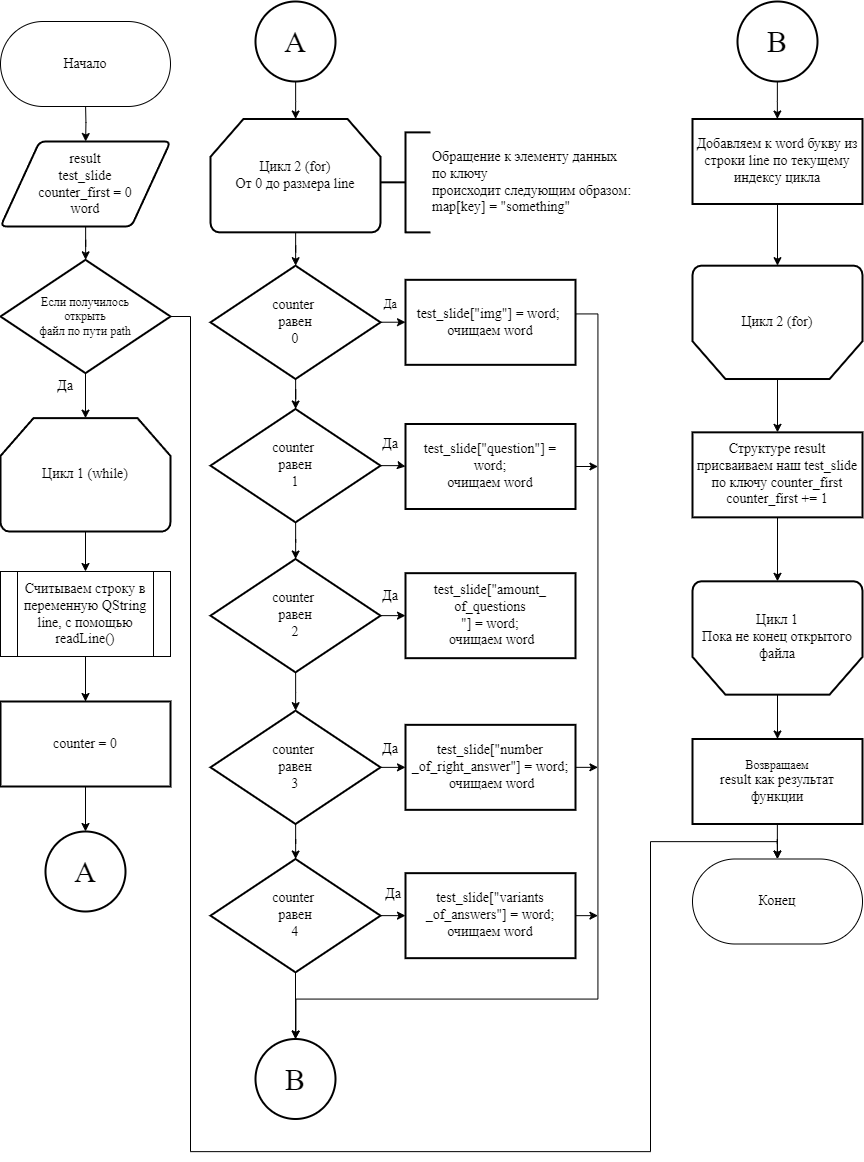 Начало
result
test_slide
counter_first = 0
word
Если получилось
открыть
файл по пути path
Да
Цикл 1 (while)
Считываем строку в
переменную QString
line, с помощью
readLine()
counter = 0
A
A
Цикл 2 (for)
От 0 до размера line
Обращение к элементу данных
по ключу
происходит следующим образом:
map[key] = "something"
counter
равен
0
Да
test_slide["img"] = word;
очищаем word
counter
равен
1
Да
test_slide["question"] =
word;
очищаем word
counter
равен
2
Да
test_slide["amount_
of_questions
"] = word;
очищаем word
counter
равен
3
Да
test_slide["number
_of_right_answer"] = word;
очищаем word
counter
равен
4
Да
test_slide["variants
_of_answers"] = word;
очищаем word
B
B
Добавляем к word букву из
строки line по текущему
индексу цикла
Цикл 2 (for)
Структуре result
присваиваем наш test_slide
по ключу counter_first
counter_first += 1
Цикл 1
Пока не конец открытого
файла
Возвращаем
result как результат
функции
Конец